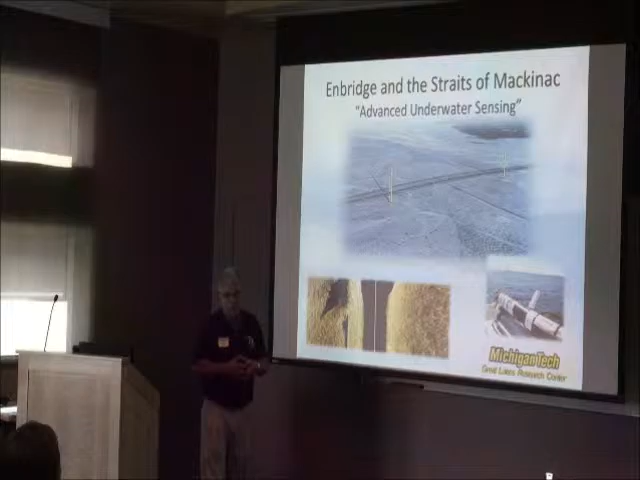 Enbridge and the Straits of Mackinac
"Advanced Underwater Sensing"
MichiganTech
Great Lakes Research Center